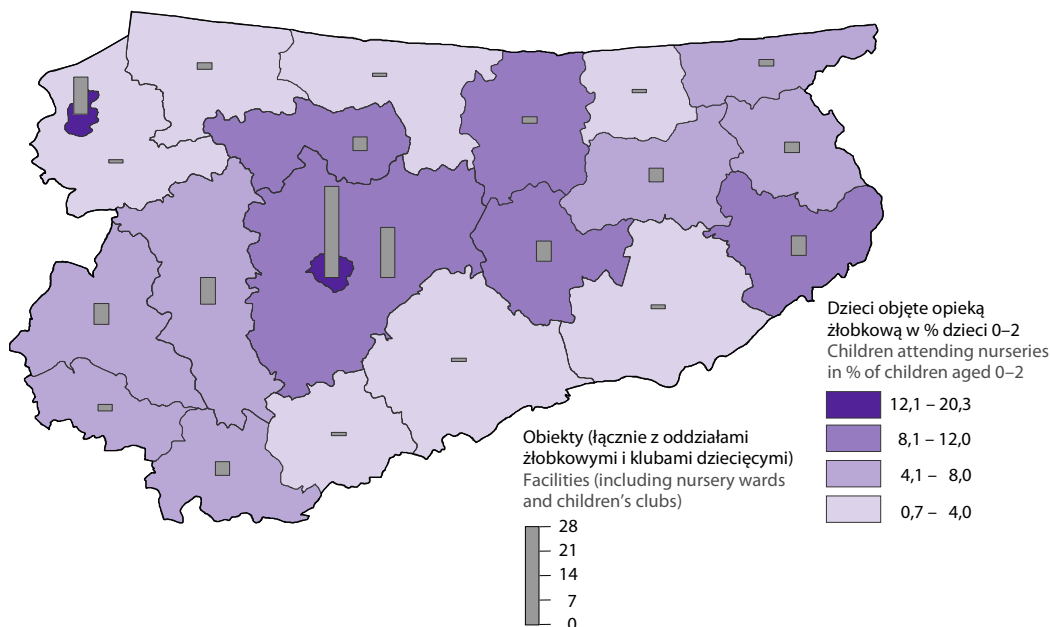 Dzieci objęte opieką
żłobkową w % dzieci 0–2
Children attending nurseries
in % of children aged 0–2
12,1 – 20,3
8,1 – 12,0
4,1 – 8,0
0,7 – 4,0
Obiekty (łącznie z oddziałami
żłobkowymi i klubami dziecięcymi)
Facilities (including nursery wards
and children's clubs)
28
21
14
7
0